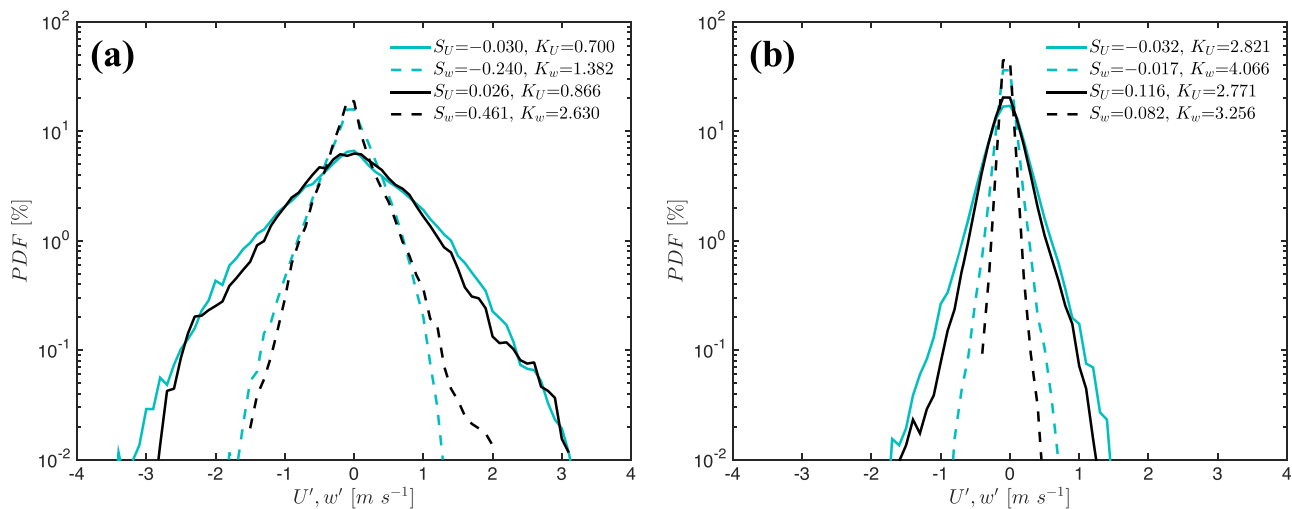 (a)
S_U=−0.030, K_U=0.700
S_w=−0.240, K_w=1.382
S_U=0.026, K_U=0.866
S_w=0.461, K_w=2.630
PDF [%]
10^2
10^1
10^0
10^-1
10^-2
-4 -3 -2 -1 0 1 2 3 4
U′, w′ [m s^−1]
(b)
S_U=−0.032, K_U=2.821
S_w=−0.017, K_w=4.066
S_U=0.116, K_U=2.771
S_w=0.082, K_w=3.256
PDF [%]
10^2
10^1
10^0
10^-1
10^-2
-4 -3 -2 -1 0 1 2 3 4
U′, w′ [m s^−1]